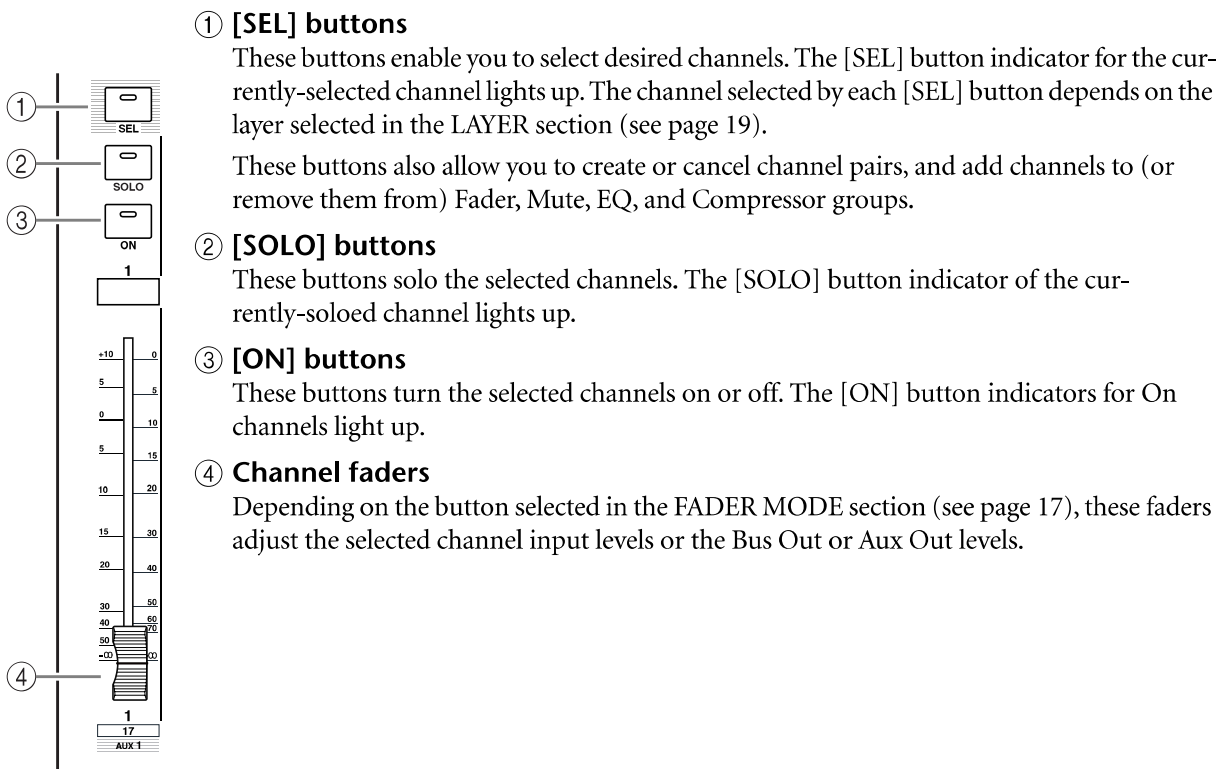 ① [SEL] buttons
These buttons enable you to select desired channels. The [SEL] button indicator for the cur-
rently-selected channel lights up. The channel selected by each [SEL] button depends on the
layer selected in the LAYER section (see page 19).
These buttons also allow you to create or cancel channel pairs, and add channels to (or
remove them from) Fader, Mute, EQ, and Compressor groups.
② [SOLO] buttons
These buttons solo the selected channels. The [SOLO] button indicator of the cur-
rently-soloed channel lights up.
③ [ON] buttons
These buttons turn the selected channels on or off. The [ON] button indicators for On
channels light up.
④ Channel faders
Depending on the button selected in the FADER MODE section (see page 17), these faders
adjust the selected channel input levels or the Bus Out or Aux Out levels.
①
SEL
②
SOLO
③
ON
1
+10 0
5 5
0 10
5 15
10 20
15 30
20 40
30 50
40 60
70
50
-∞ ∞
④
1
17
AUX 1